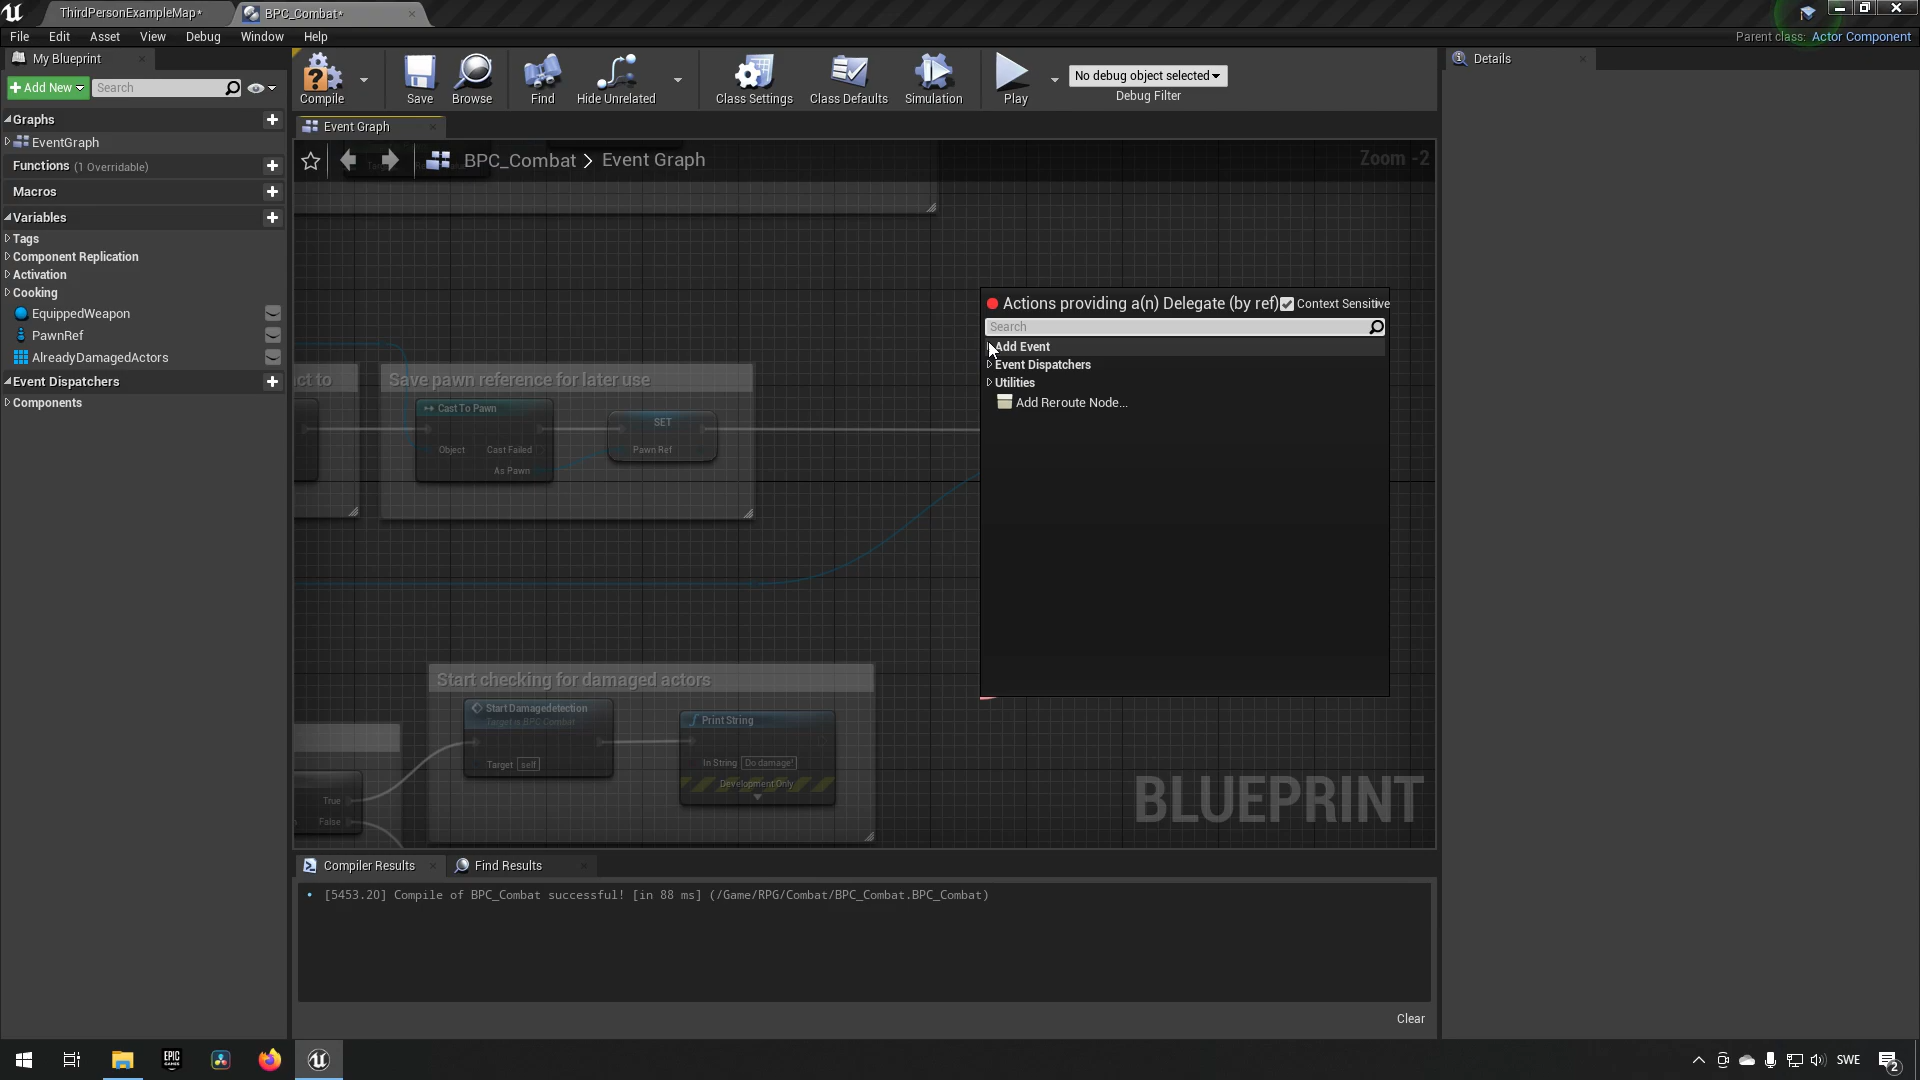 ThirdPersonExampleMap*
BPC_Combat*
File Edit Asset View Debug Window Help
Parent class: Actor Component
My Blueprint
Add New
Search
Compile
Save
Browse
Find
Hide Unrelated
Class Settings
Class Defaults
Simulation
Play
No debug object selected
Debug Filter
Details
Graphs
EventGraph
Functions (1 Overridable)
Macros
Variables
Tags
Component Replication
Activation
Cooking
EquippedWeapon
PawnRef
AlreadyDamagedActors
Event Dispatchers
Components
Event Graph
BPC_Combat > Event Graph
Zoom -2
Save pawn reference for later use
Cast To Pawn
Object
Cast Failed
As Pawn
SET
Pawn Ref
Actions providing a(n) Delegate (by ref)
Context Sensitive
Search
Add Event
Event Dispatchers
Utilities
Add Reroute Node...
Start checking for damaged actors
Start Damagedetection
Target is BPC Combat
Target self
Print String
In String Do damage!
Development Only
True
False
BLUEPRINT
Compiler Results
Find Results
[5453.20] Compile of BPC_Combat successful! [in 88 ms] (/Game/RPG/Combat/BPC_Combat.BPC_Combat)
Clear
EPIC GAMES
SWE
2